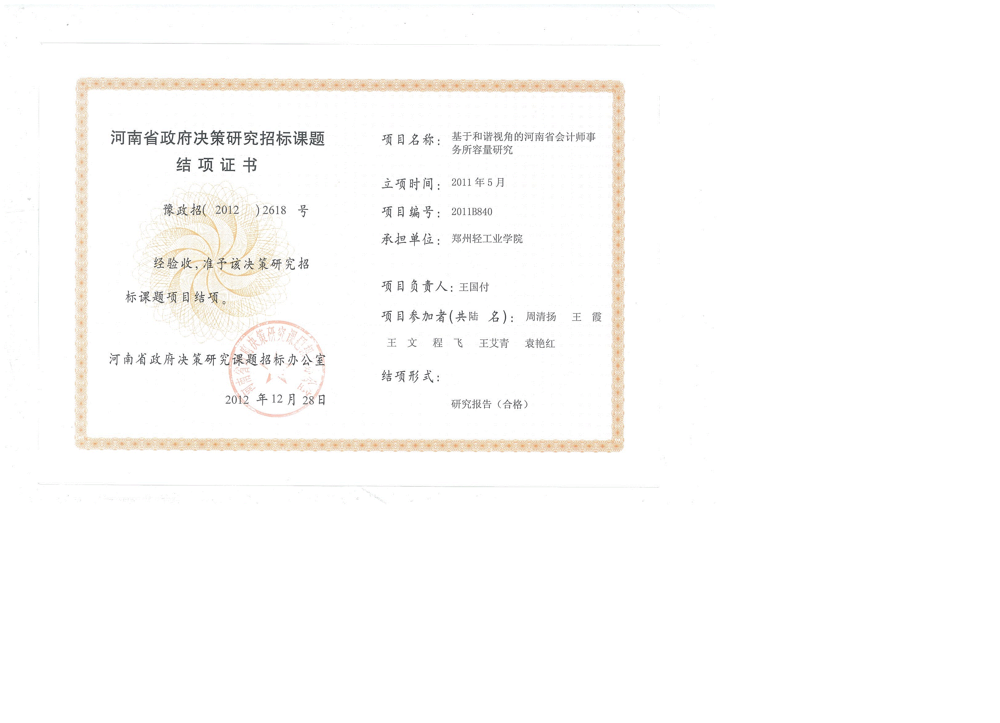 河南省政府决策研究招标课题
结项证书
豫政招( 2012 )2618 号
经验收,准予该决策研究招
标课题项目结项。
河南省政府决策研究课题招标办公室
2012 年 12 月 28 日
项目名称: 基于和谐视角的河南省会计师事
务所容量研究
立项时间: 2011 年 5 月
项目编号: 2011B840
承担单位: 郑州轻工业学院
项目负责人: 王国付
项目参加者(共陆 名): 周清扬 王 霞
王 文 程 飞 王艾青 袁艳红
结项形式:
研究报告（合格）